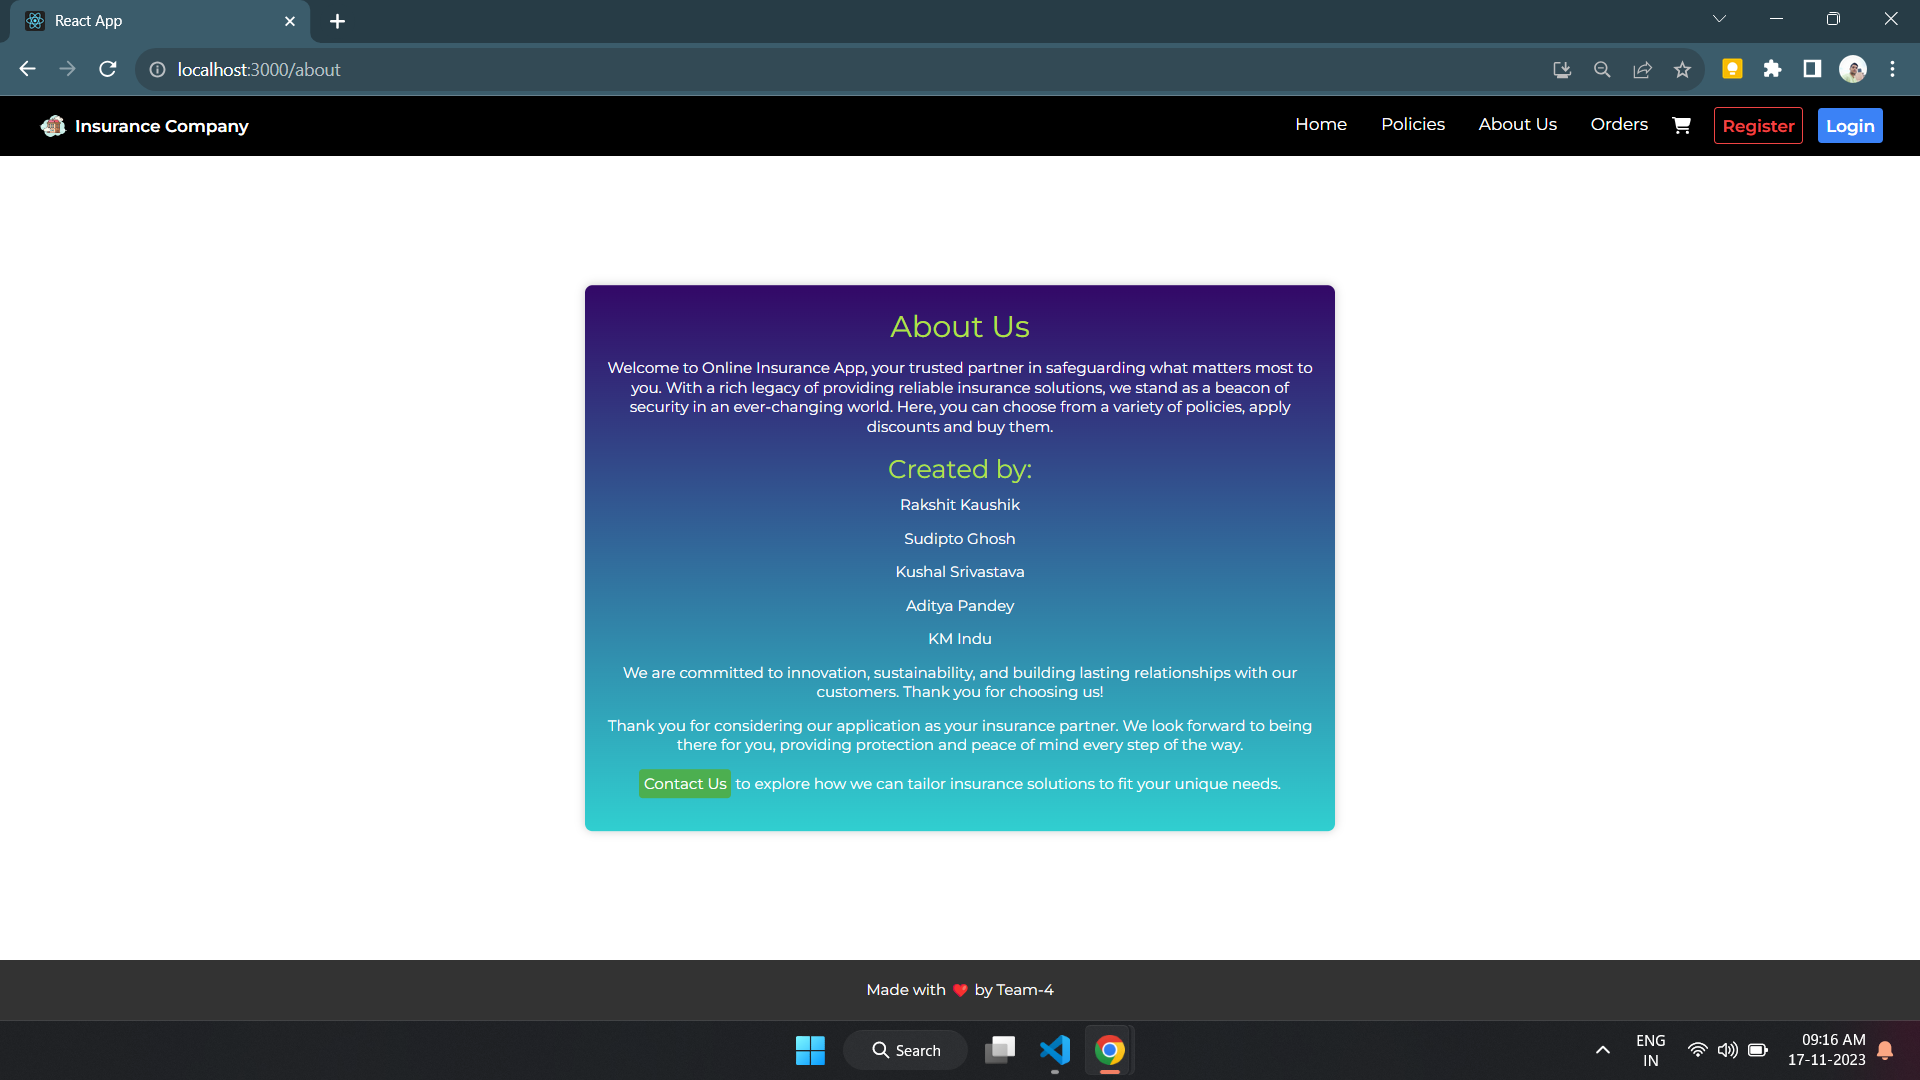 React App
localhost:3000/about
Insurance Company
Home Policies About Us Orders Register Login
About Us
Welcome to Online Insurance App, your trusted partner in safeguarding what matters most to
you. With a rich legacy of providing reliable insurance solutions, we stand as a beacon of
security in an ever-changing world. Here, you can choose from a variety of policies, apply
discounts and buy them.
Created by:
Rakshit Kaushik
Sudipto Ghosh
Kushal Srivastava
Aditya Pandey
KM Indu
We are committed to innovation, sustainability, and building lasting relationships with our
customers. Thank you for choosing us!
Thank you for considering our application as your insurance partner. We look forward to being
there for you, providing protection and peace of mind every step of the way.
Contact Us to explore how we can tailor insurance solutions to fit your unique needs.
Made with ❤️ by Team-4
Search
ENG
IN
09:16 AM
17-11-2023